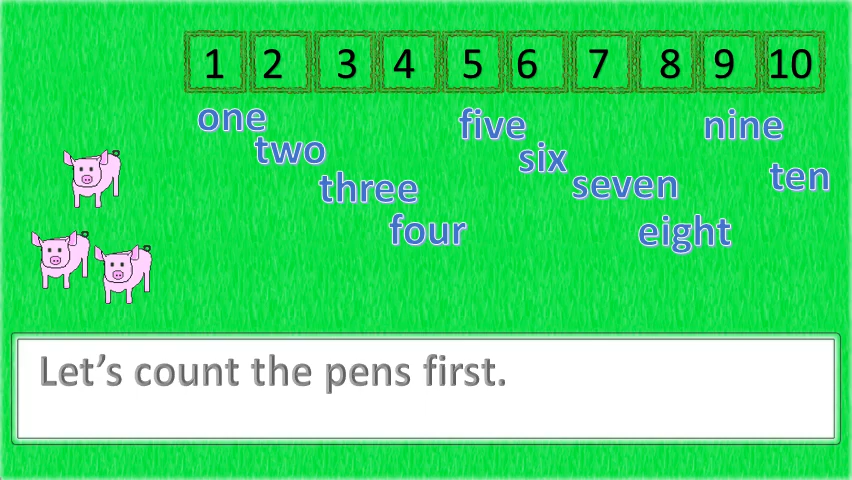 1 2 3 4 5 6 7 8 9 10
one two three four five six seven eight nine ten
Let's count the pens first.